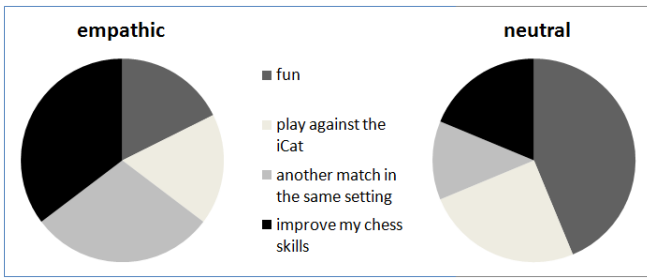 empathic
neutral
fun
play against the
iCat
another match in
the same setting
improve my chess
skills